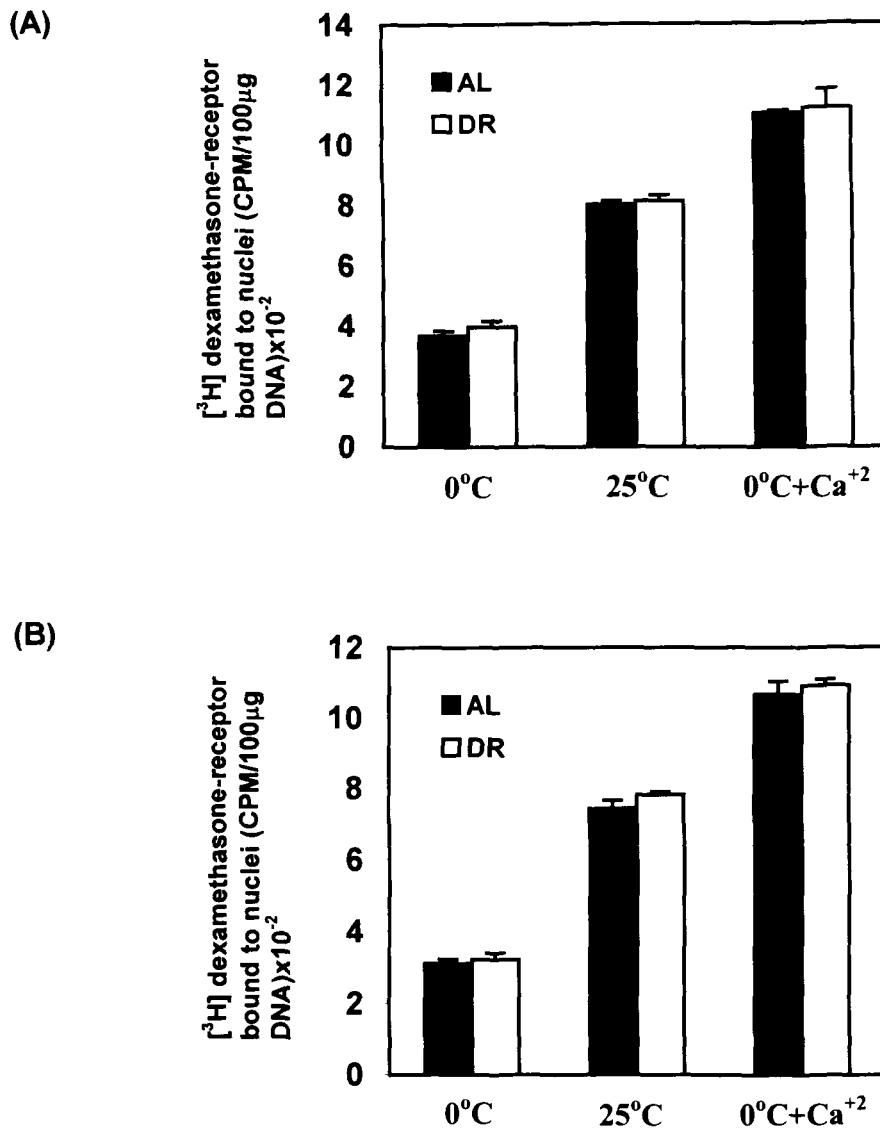 (A)
[³H] dexamethasone-receptor
bound to nuclei (CPM/100µg
DNA)x10⁻²
14
12
10
8
6
4
2
0
AL
DR
0°C
25°C
0°C+Ca⁺²
(B)
[³H] dexamethasone-receptor
bound to nuclei (CPM/100µg
DNA)x10⁻²
12
10
8
6
4
2
0
AL
DR
0°C
25°C
0°C+Ca⁺²